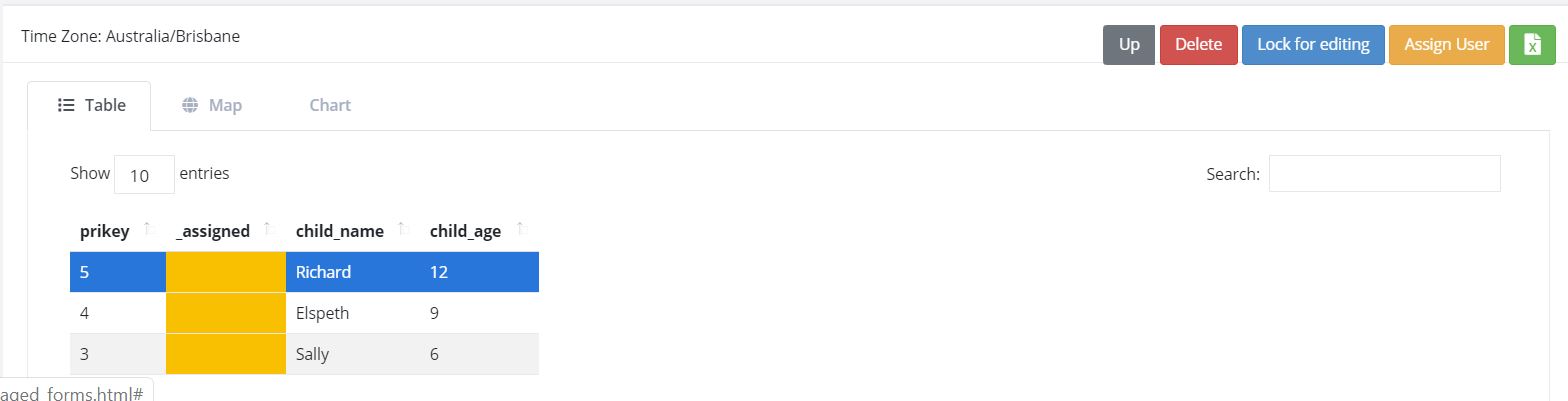 Time Zone: Australia/Brisbane
Up Delete Lock for editing Assign User
Table Map Chart
Show 10 entries Search:
prikey _assigned child_name child_age
5 Richard 12
4 Elspeth 9
3 Sally 6
aged_forms.html#